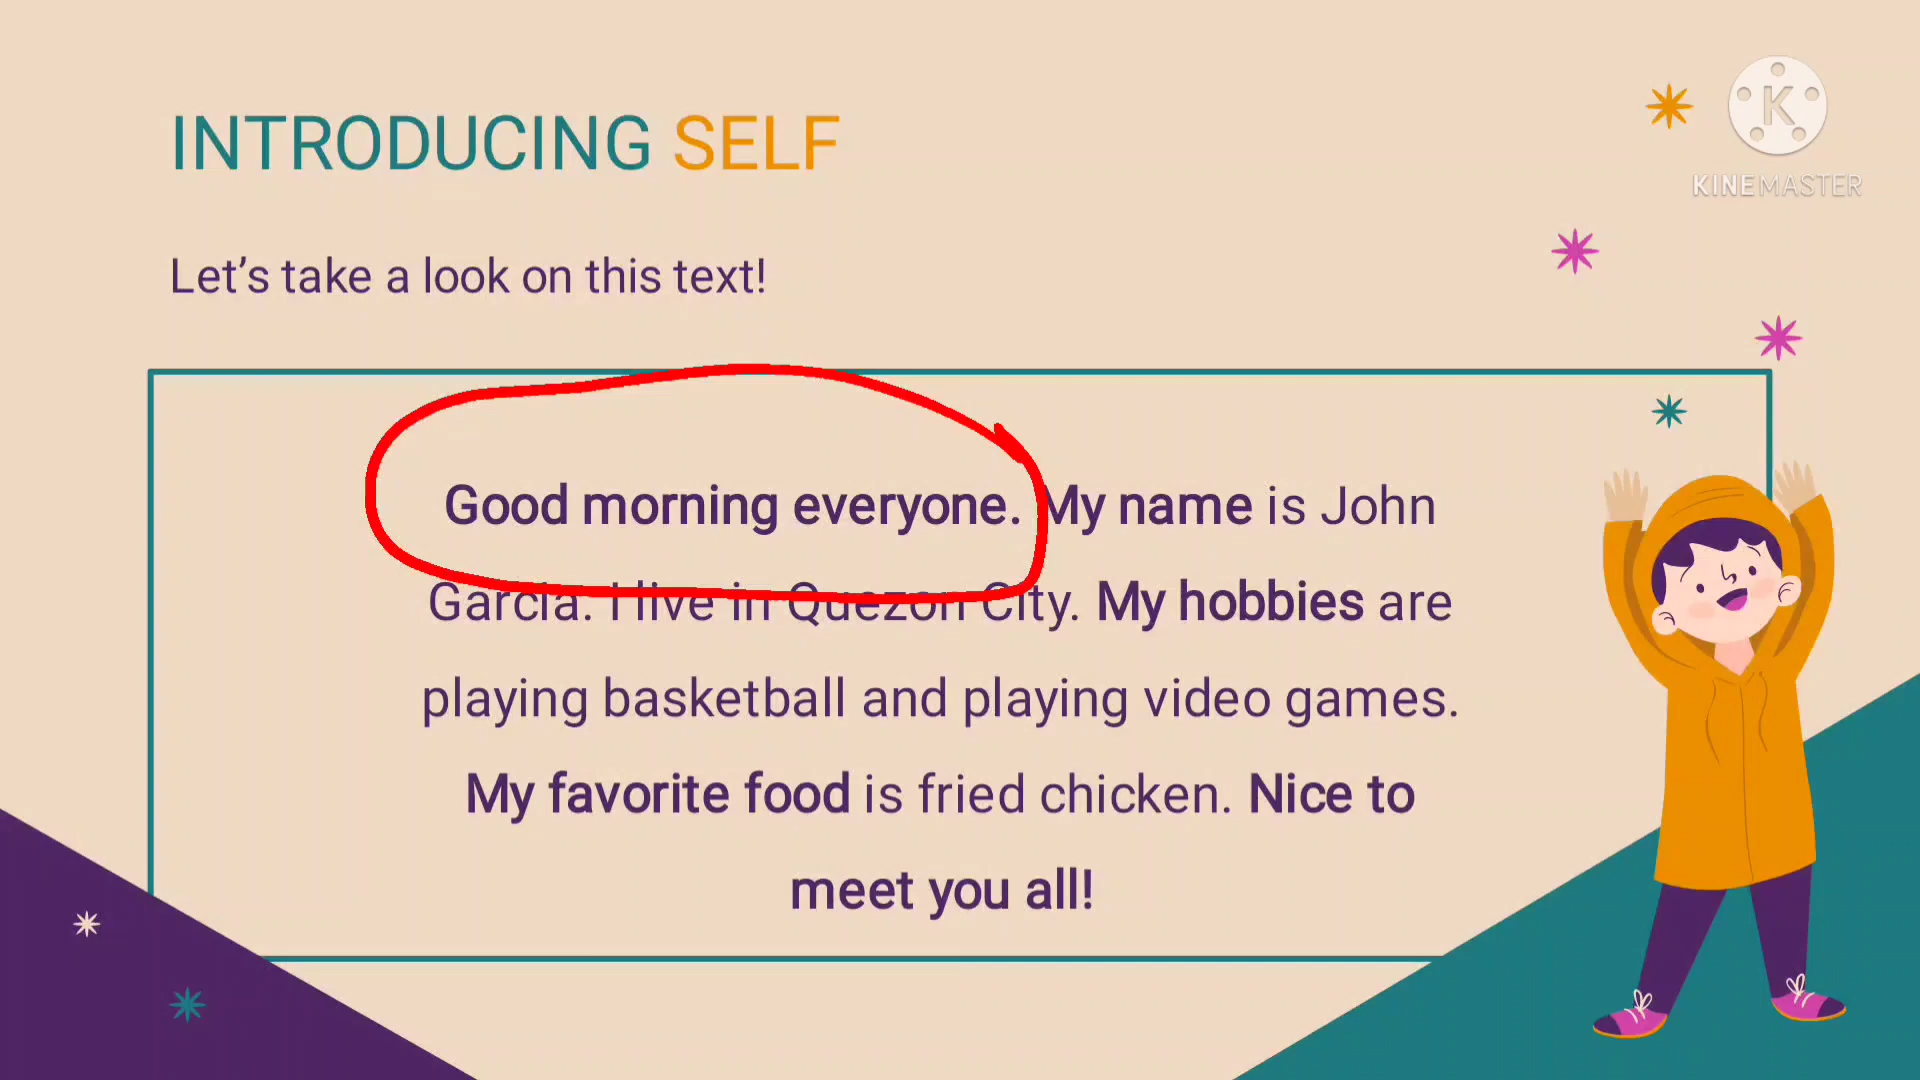 INTRODUCING SELF
K
KINEMASTER
Let's take a look on this text!
Good morning everyone. My name is John
Garcia. I live in Quezon City. My hobbies are
playing basketball and playing video games.
My favorite food is fried chicken. Nice to
meet you all!